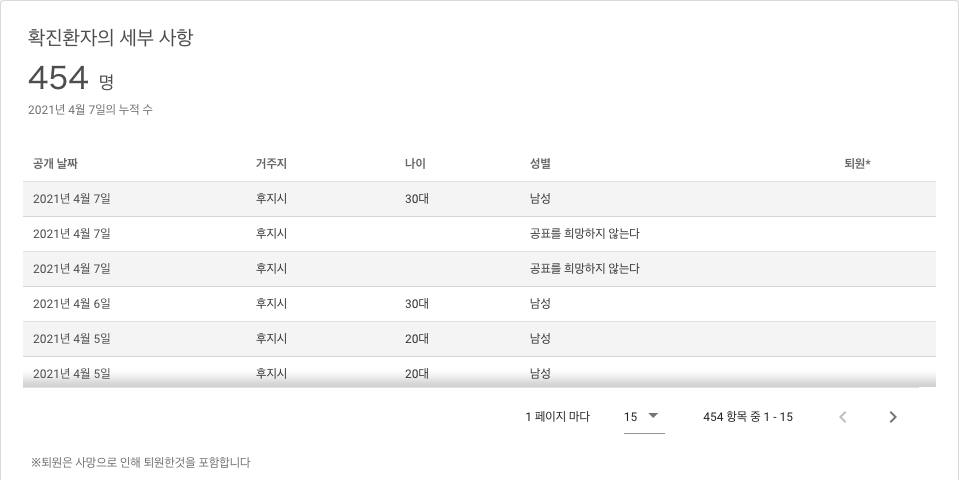 확진환자의 세부 사항
454 명
2021년 4월 7일의 누적 수
공개 날짜 거주지 나이 성별 퇴원*
2021년 4월 7일 후지시 30대 남성
2021년 4월 7일 후지시 공표를 희망하지 않는다
2021년 4월 7일 후지시 공표를 희망하지 않는다
2021년 4월 6일 후지시 30대 남성
2021년 4월 5일 후지시 20대 남성
2021년 4월 5일 후지시 20대 남성
1 페이지 마다 15 454 항목 중 1 - 15
※퇴원은 사망으로 인해 퇴원한것을 포함합니다